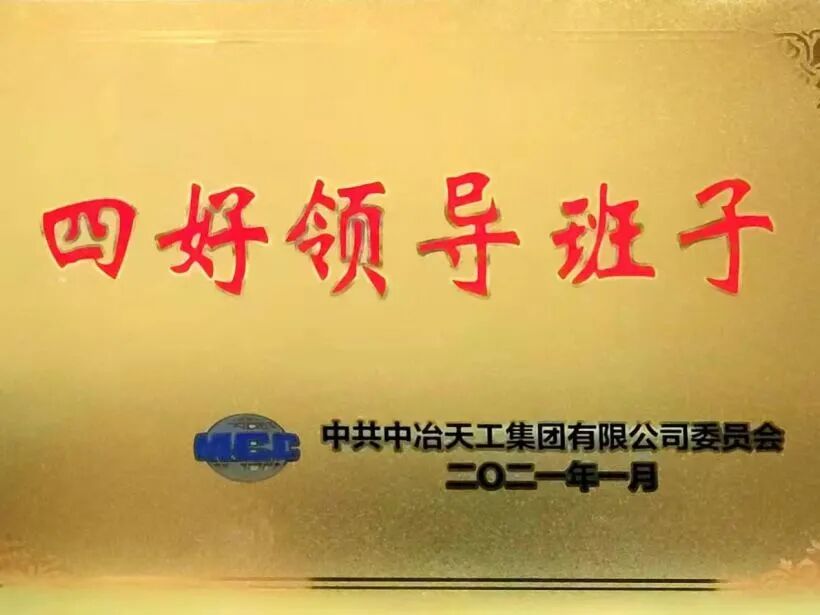 四好领导班子
MCC
中共中冶天工集团有限公司委员会
二〇二一年一月